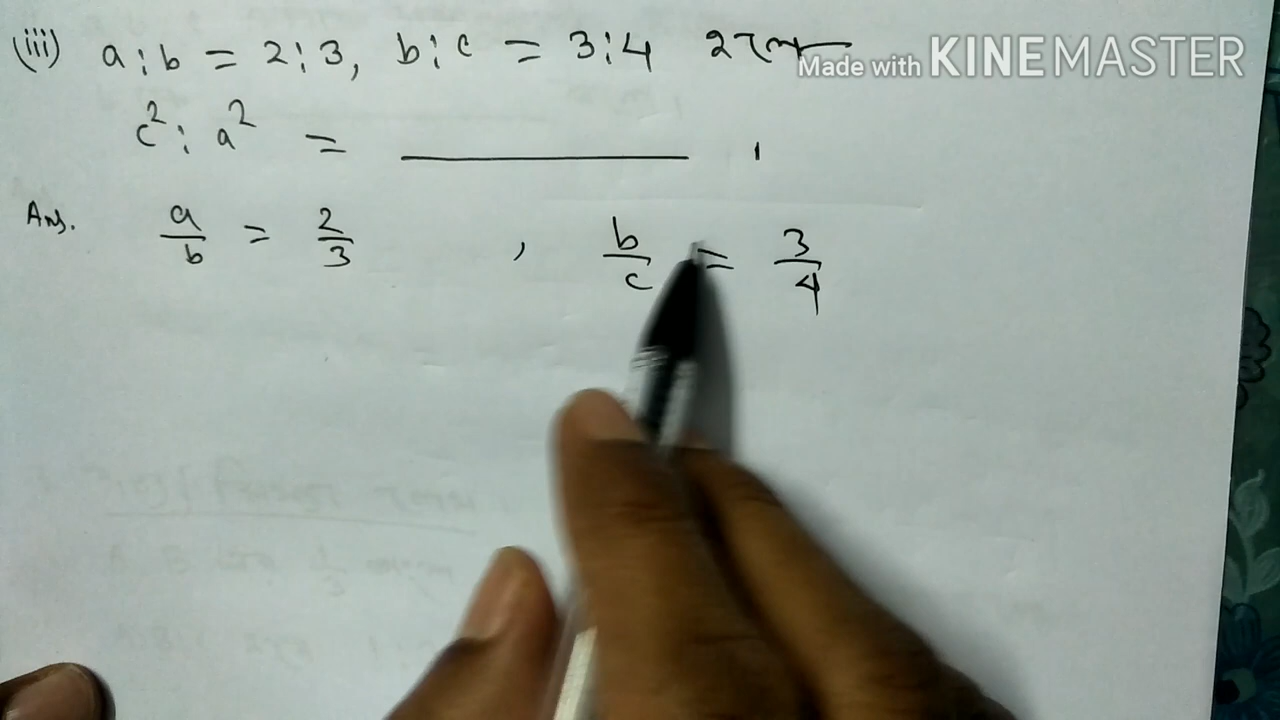 (iii) a:b = 2:3, b:c = 3:4 হলে Made with KINEMASTER
c²: a² = ________ ।
Ans. a/b = 2/3 , b/c = 3/4